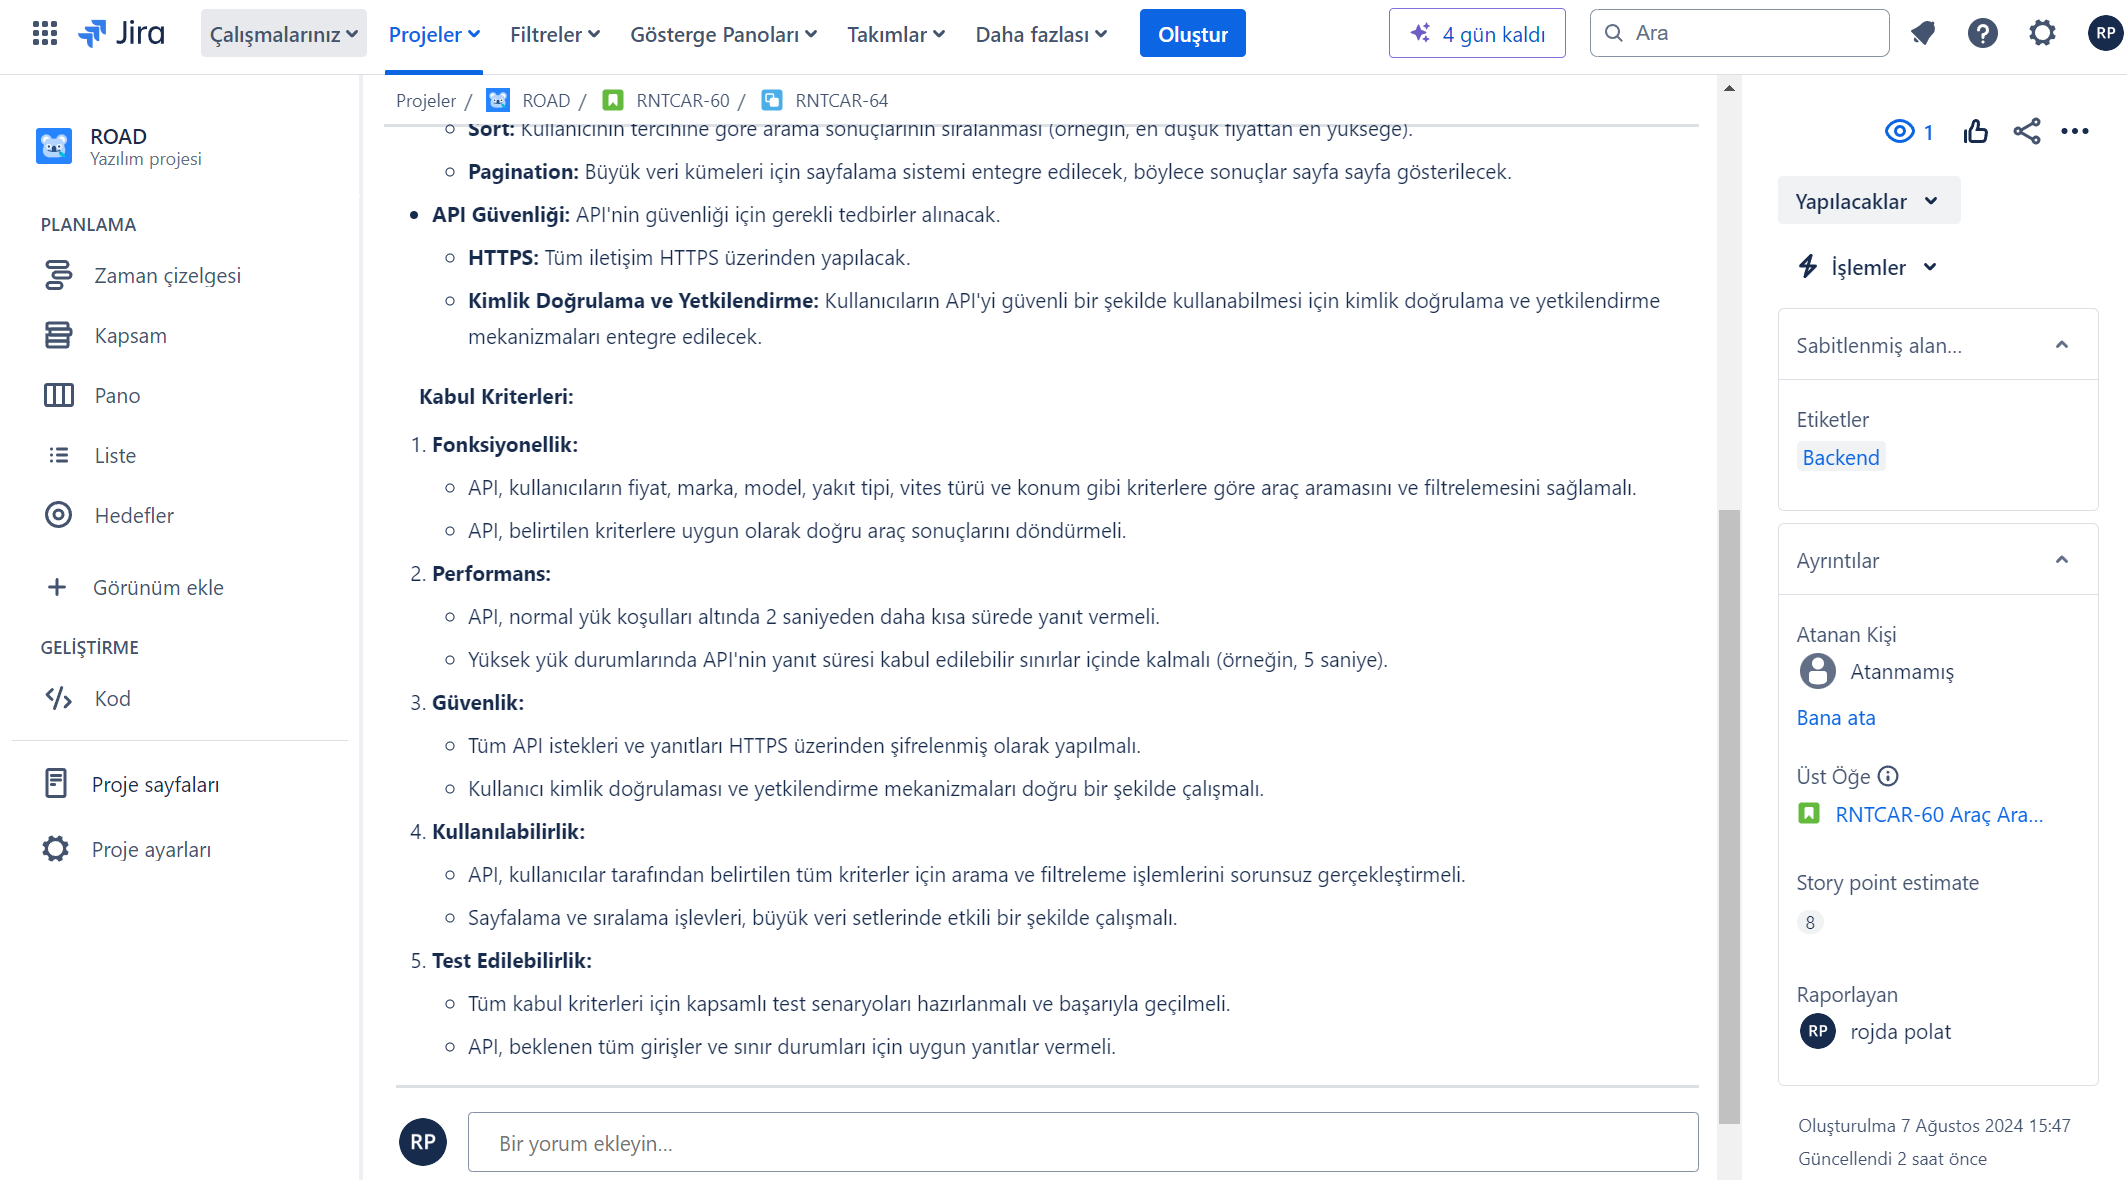 Jira
Çalışmalarınız
Projeler
Filtreler
Gösterge Panoları
Takımlar
Daha fazlası
Oluştur
4 gün kaldı
Ara
RP
ROAD
Yazılım projesi
PLANLAMA
Zaman çizelgesi
Kapsam
Pano
Liste
Hedefler
Görünüm ekle
GELİŞTİRME
Kod
Proje sayfaları
Proje ayarları
Projeler / ROAD / RNTCAR-60 / RNTCAR-64
Sort: Kullanıcının tercihine göre arama sonuçlarının sıralanması (örneğin, en düşük fiyattan en yükseğe).
Pagination: Büyük veri kümeleri için sayfalama sistemi entegre edilecek, böylece sonuçlar sayfa sayfa gösterilecek.
API Güvenliği: API'nin güvenliği için gerekli tedbirler alınacak.
HTTPS: Tüm iletişim HTTPS üzerinden yapılacak.
Kimlik Doğrulama ve Yetkilendirme: Kullanıcıların API'yi güvenli bir şekilde kullanabilmesi için kimlik doğrulama ve yetkilendirme
mekanizmaları entegre edilecek.
Kabul Kriterleri:
1. Fonksiyonellik:
API, kullanıcıların fiyat, marka, model, yakıt tipi, vites türü ve konum gibi kriterlere göre araç aramasını ve filtrelemesini sağlamalı.
API, belirtilen kriterlere uygun olarak doğru araç sonuçlarını döndürmeli.
2. Performans:
API, normal yük koşulları altında 2 saniyeden daha kısa sürede yanıt vermeli.
Yüksek yük durumlarında API'nin yanıt süresi kabul edilebilir sınırlar içinde kalmalı (örneğin, 5 saniye).
3. Güvenlik:
Tüm API istekleri ve yanıtları HTTPS üzerinden şifrelenmiş olarak yapılmalı.
Kullanıcı kimlik doğrulaması ve yetkilendirme mekanizmaları doğru bir şekilde çalışmalı.
4. Kullanılabilirlik:
API, kullanıcılar tarafından belirtilen tüm kriterler için arama ve filtreleme işlemlerini sorunsuz gerçekleştirmeli.
Sayfalama ve sıralama işlevleri, büyük veri setlerinde etkili bir şekilde çalışmalı.
5. Test Edilebilirlik:
Tüm kabul kriterleri için kapsamlı test senaryoları hazırlanmalı ve başarıyla geçilmeli.
API, beklenen tüm girişler ve sınır durumları için uygun yanıtlar vermeli.
RP
Bir yorum ekleyin...
1
Yapılacaklar
İşlemler
Sabitlenmiş alan...
Etiketler
Backend
Ayrıntılar
Atanan Kişi
Atanmamış
Bana ata
Üst Öğe
RNTCAR-60 Araç Ara...
Story point estimate
8
Raporlayan
RP rojda polat
Oluşturulma 7 Ağustos 2024 15:47
Güncellendi 2 saat önce